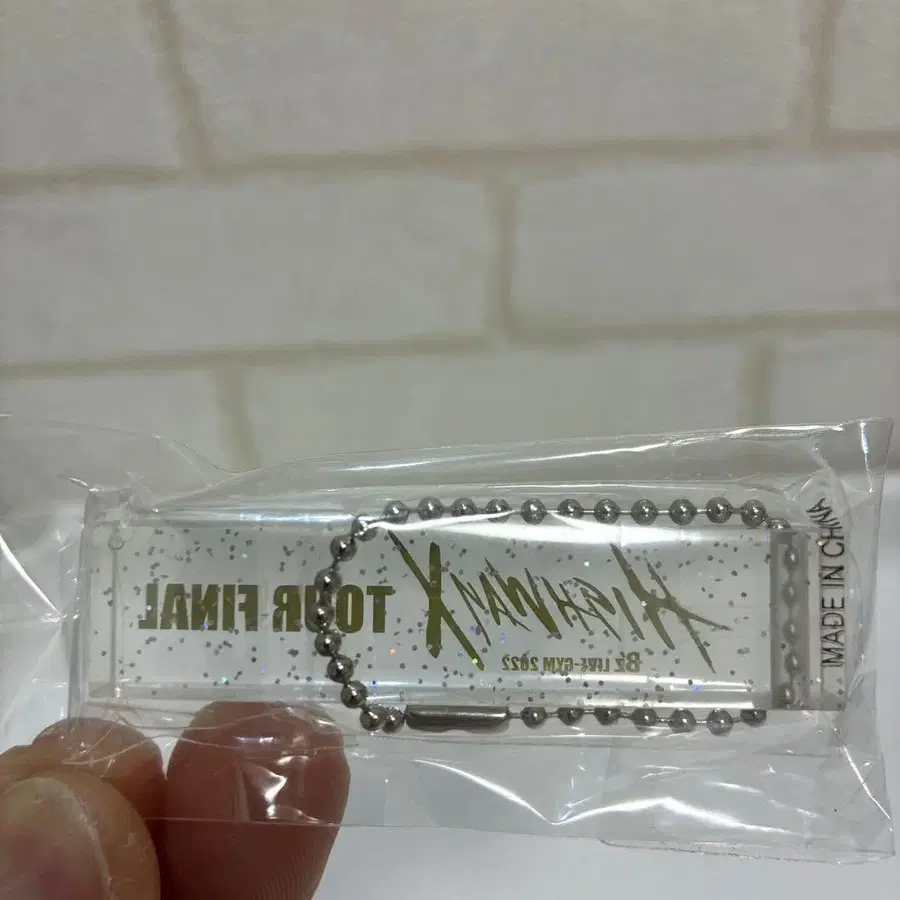 HIGHWAY X TOUR FINAL
B'z LIVE-GYM 2022
MADE IN CHINA